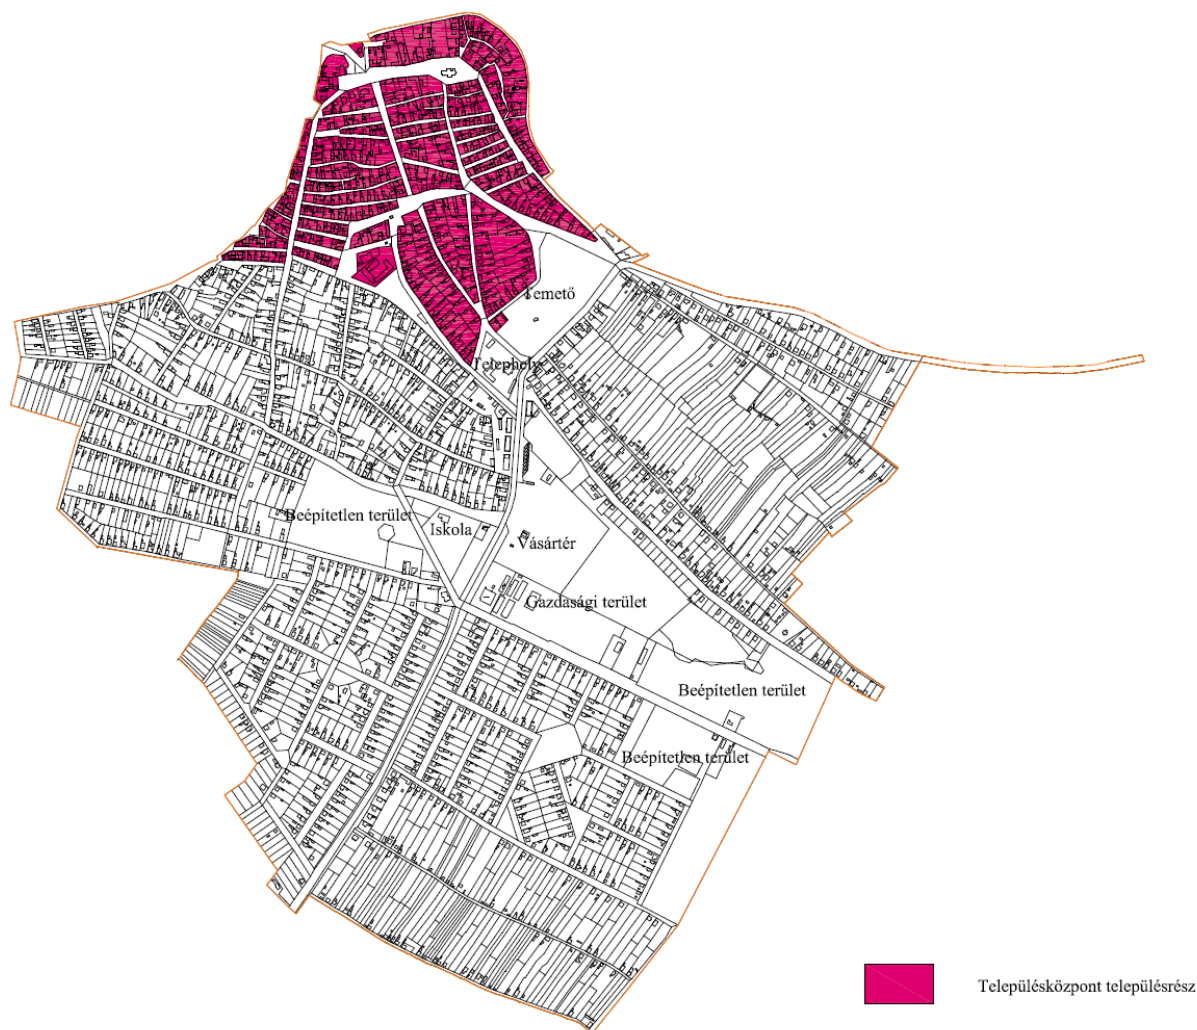 Temető
Telephely
Beépítetlen terület
Iskola
Vásártér
Gazdasági terület
Beépítetlen terület
Beépítetlen terület
Településközpont településrész